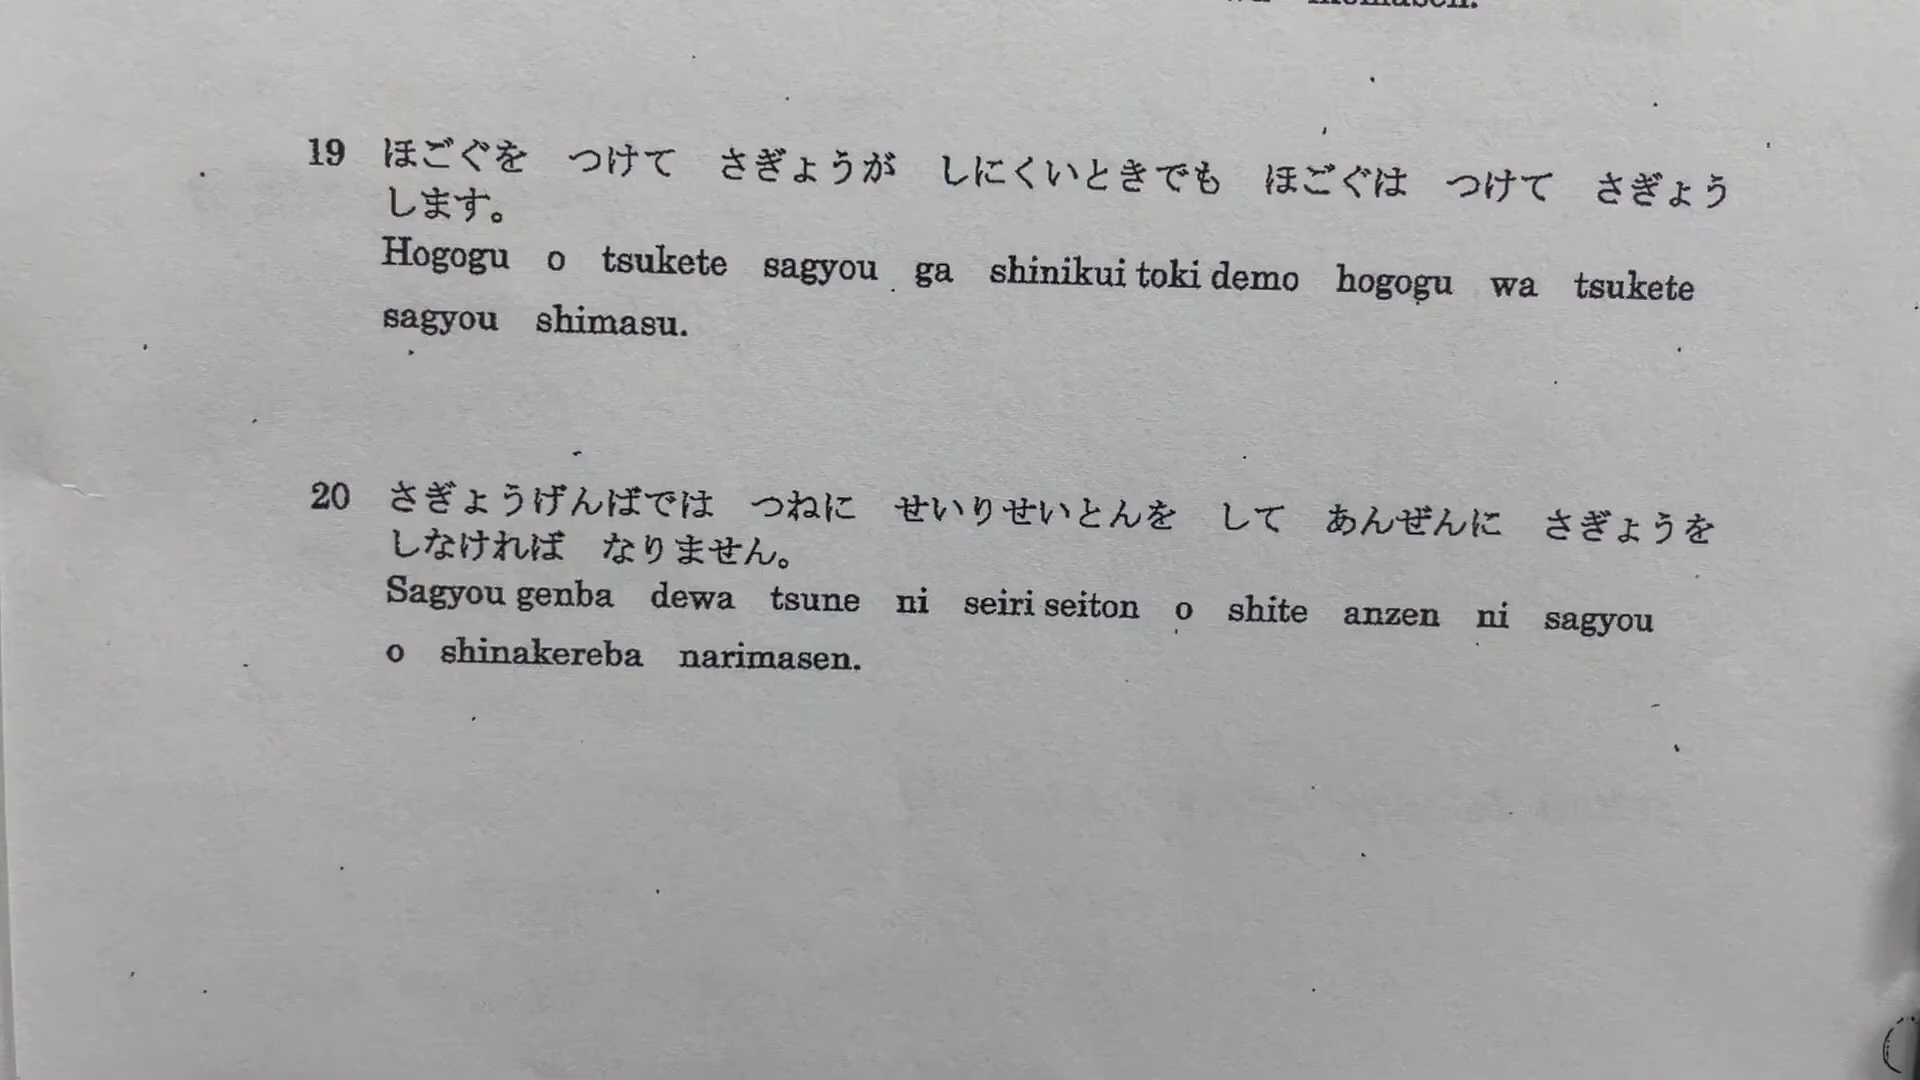 19 ほごぐを つけて さぎょうが しにくいときでも ほごぐは つけて さぎょう
します。
Hogogu o tsukete sagyou ga shinikui toki demo hogogu wa tsukete
sagyou shimasu.
20 さぎょうげんばでは つねに せいりせいとんを して あんぜんに さぎょうを
しなければ なりません。
Sagyou genba dewa tsune ni seiri seiton o shite anzen ni sagyou
o shinakereba narimasen.